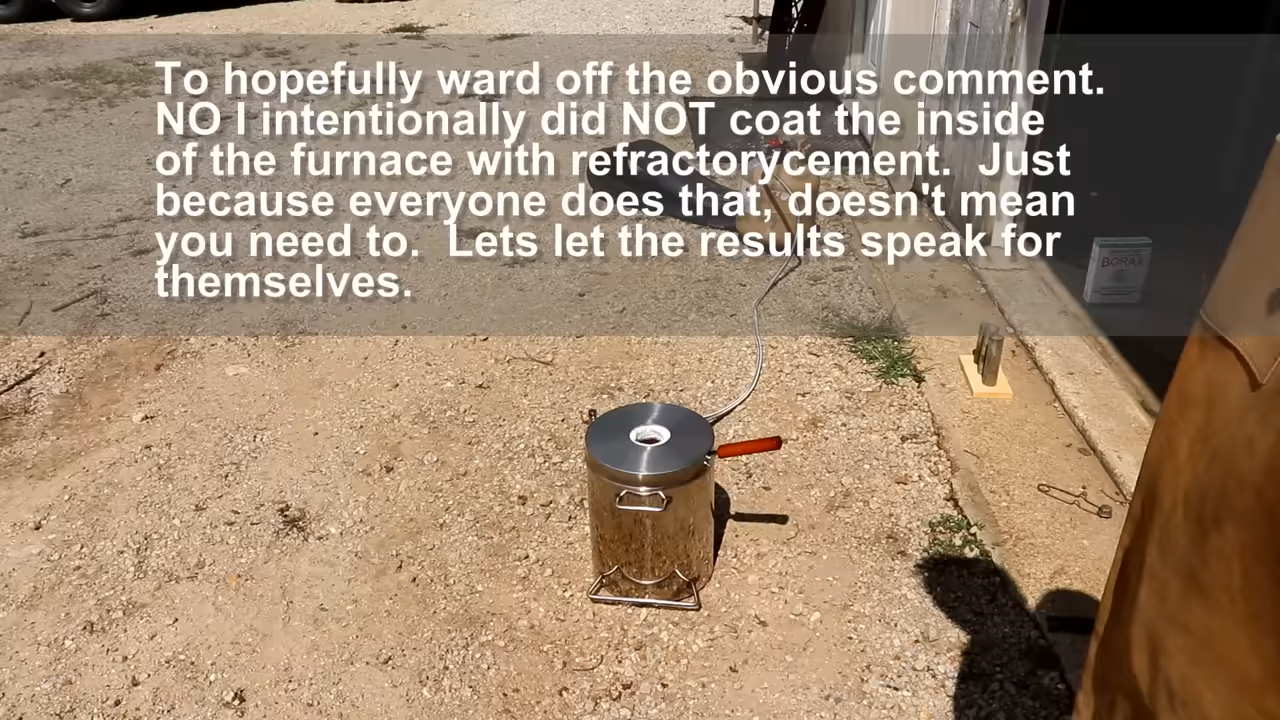 To hopefully ward off the obvious comment.
NO I intentionally did NOT coat the inside
of the furnace with refractorycement.  Just
because everyone does that, doesn't mean
you need to.  Lets let the results speak for
themselves.
BORAX